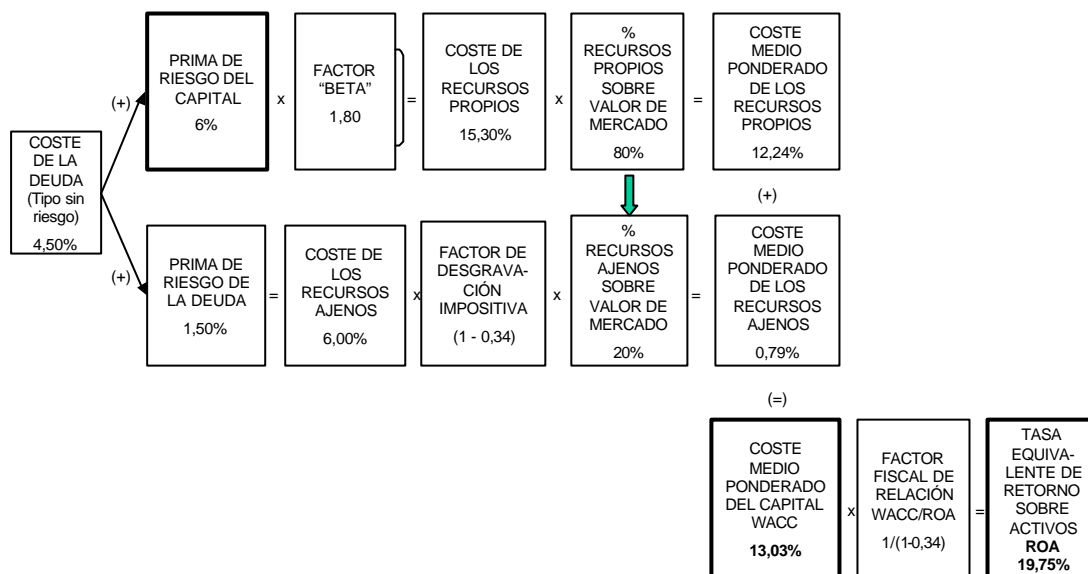 PRIMA DE
RIESGO DEL
CAPITAL
6%
x
FACTOR
“BETA”
1,80
=
COSTE DE
LOS
RECURSOS
PROPIOS
15,30%
x
%
RECURSOS
PROPIOS
SOBRE
VALOR DE
MERCADO
80%
=
COSTE
MEDIO
PONDERADO
DE LOS
RECURSOS
PROPIOS
12,24%
(+)
COSTE
DE LA
DEUDA
(Tipo sin
riesgo)
4,50%
(+)
(+)
PRIMA DE
RIESGO DE
LA DEUDA
1,50%
=
COSTE DE
LOS
RECURSOS
AJENOS
6,00%
x
FACTOR DE
DESGRAVA-
CIÓN
IMPOSITIVA
(1 - 0,34)
x
%
RECURSOS
AJENOS
SOBRE
VALOR DE
MERCADO
20%
=
COSTE
MEDIO
PONDERADO
DE LOS
RECURSOS
AJENOS
0,79%
(=)
COSTE
MEDIO
PONDERADO
DEL CAPITAL
WACC
13,03%
x
FACTOR
FISCAL DE
RELACIÓN
WACC/ROA
1/(1-0,34)
=
TASA
EQUIVA-
LENTE DE
RETORNO
SOBRE
ACTIVOS
ROA
19,75%